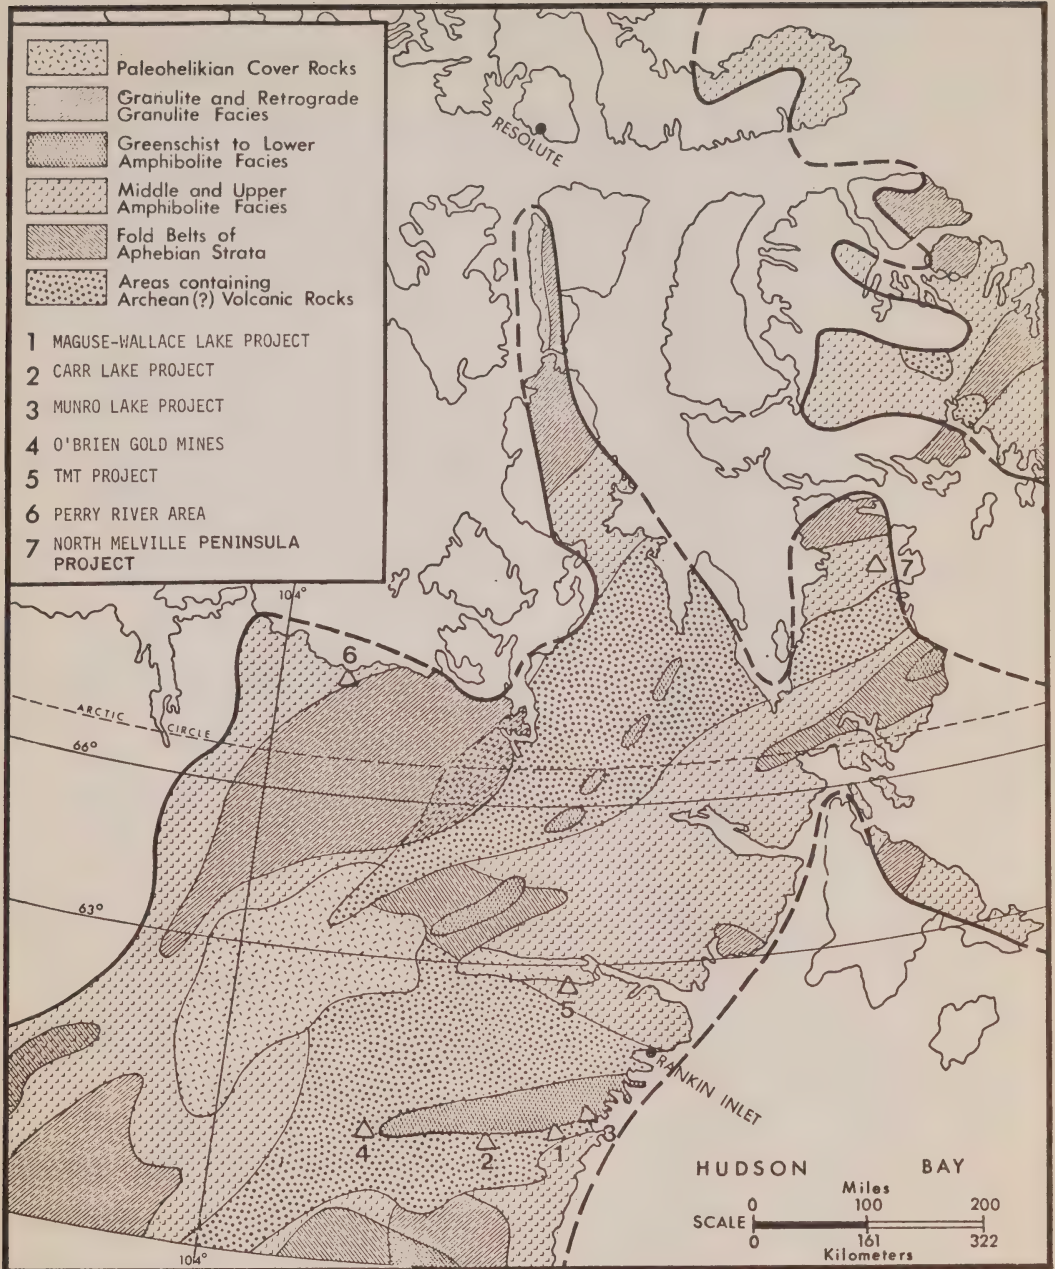 Paleohelikian Cover Rocks
Granulite and Retrograde
Granulite Facies
Greenschist to Lower
Amphibolite Facies
Middle and Upper
Amphibolite Facies
Fold Belts of
Aphebian Strata
Areas containing
Archean(?) Volcanic Rocks
1 MAGUSE-WALLACE LAKE PROJECT
2 CARR LAKE PROJECT
3 MUNRO LAKE PROJECT
4 O'BRIEN GOLD MINES
5 TMT PROJECT
6 PERRY RIVER AREA
7 NORTH MELVILLE PENINSULA
PROJECT
RESOLUTE
7
104°
6
ARCTIC CIRCLE
66°
63°
5
RANKIN INLET
4
2
1
3
HUDSON BAY
Miles
0 100 200
SCALE
0 161 322
Kilometers
104°